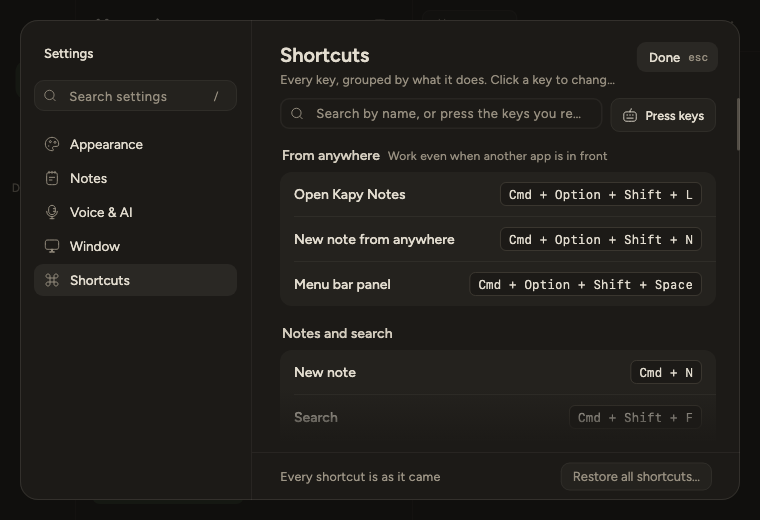 Settings
Search settings /
Appearance
Notes
Voice & AI
Window
Shortcuts
Shortcuts
Every key, grouped by what it does. Click a key to chang...
Done esc
Search by name, or press the keys you re...
Press keys
From anywhere Work even when another app is in front
Open Kapy Notes Cmd + Option + Shift + L
New note from anywhere Cmd + Option + Shift + N
Menu bar panel Cmd + Option + Shift + Space
Notes and search
New note Cmd + N
Search Cmd + Shift + F
Every shortcut is as it came
Restore all shortcuts...